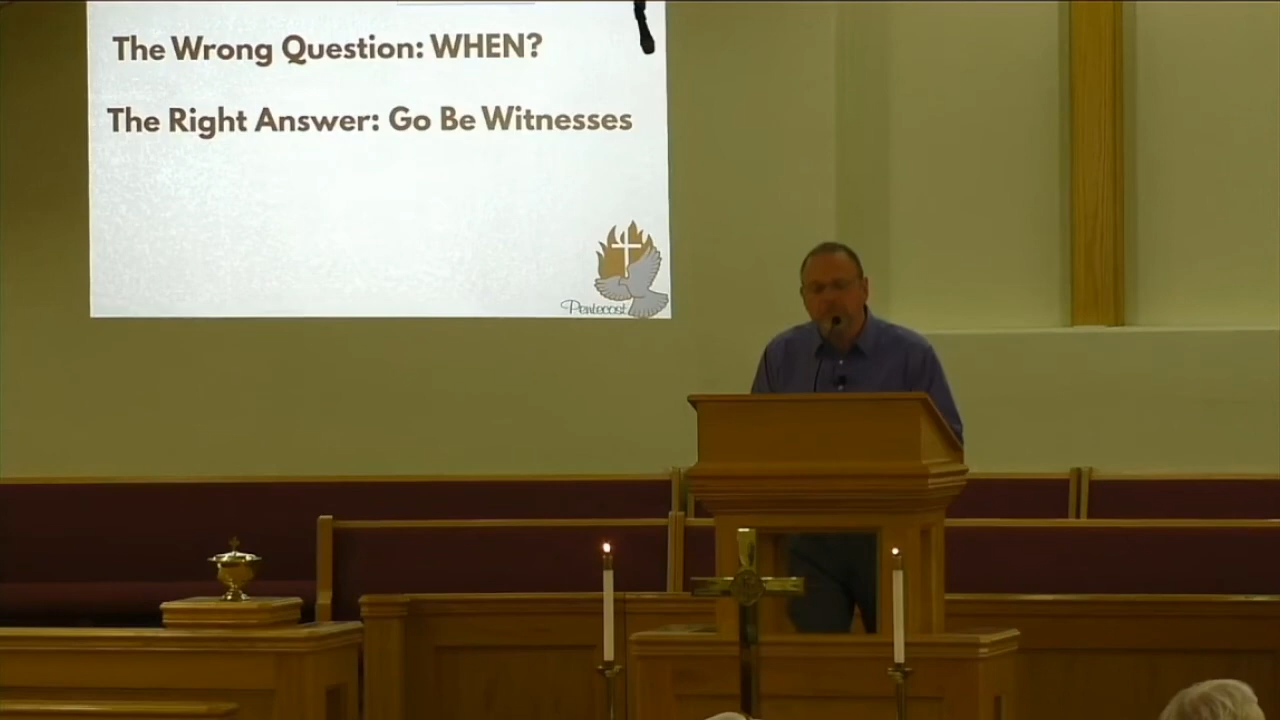 The Wrong Question: WHEN?
The Right Answer: Go Be Witnesses
Pentecost